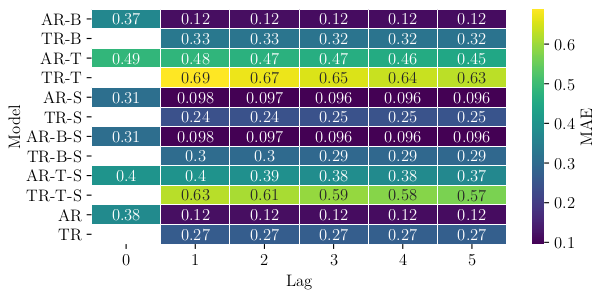 AR-B 0.37 0.12 0.12 0.12 0.12 0.12
TR-B 0.33 0.33 0.32 0.32 0.32
AR-T 0.49 0.48 0.47 0.47 0.46 0.45
TR-T 0.69 0.67 0.65 0.64 0.63
AR-S 0.31 0.098 0.097 0.096 0.096 0.096
TR-S 0.24 0.24 0.25 0.25 0.25
AR-B-S 0.31 0.098 0.097 0.096 0.096 0.096
TR-B-S 0.3 0.3 0.29 0.29 0.29
AR-T-S 0.4 0.4 0.39 0.38 0.38 0.37
TR-T-S 0.63 0.61 0.59 0.58 0.57
AR 0.38 0.12 0.12 0.12 0.12 0.12
TR 0.27 0.27 0.27 0.27 0.27
0 1 2 3 4 5
Lag
Model
0.6
0.5
0.4
0.3
0.2
0.1
MAE